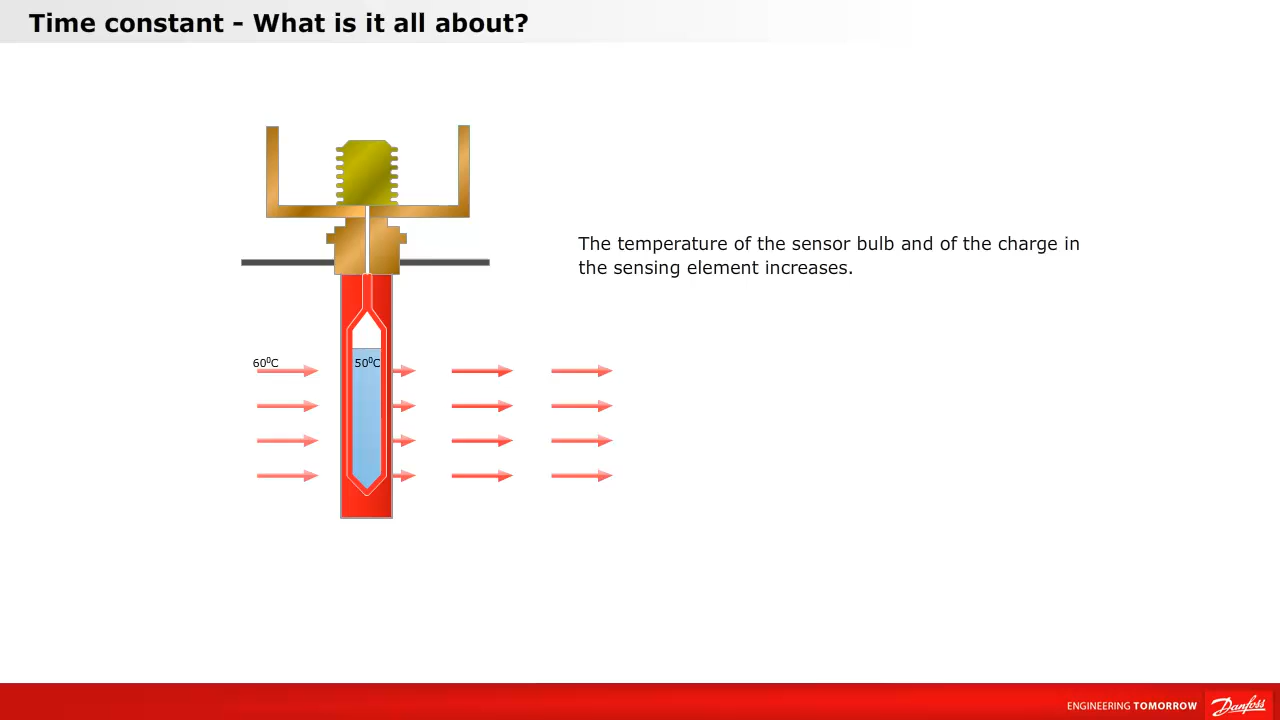 Time constant - What is it all about?
The temperature of the sensor bulb and of the charge in
the sensing element increases.
60⁰C
50⁰C
ENGINEERING TOMORROW
Danfoss